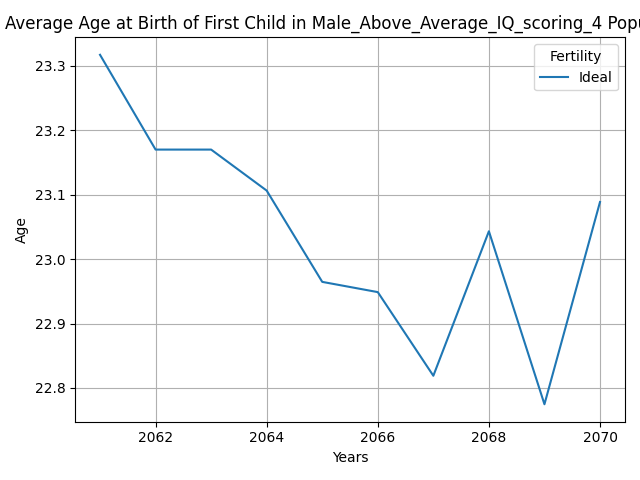 Average Age at Birth of First Child in Male_Above_Average_IQ_scoring_4
Fertility
Ideal
23.3
23.2
23.1
23.0
22.9
22.8
Age
2062 2064 2066 2068 2070
Years